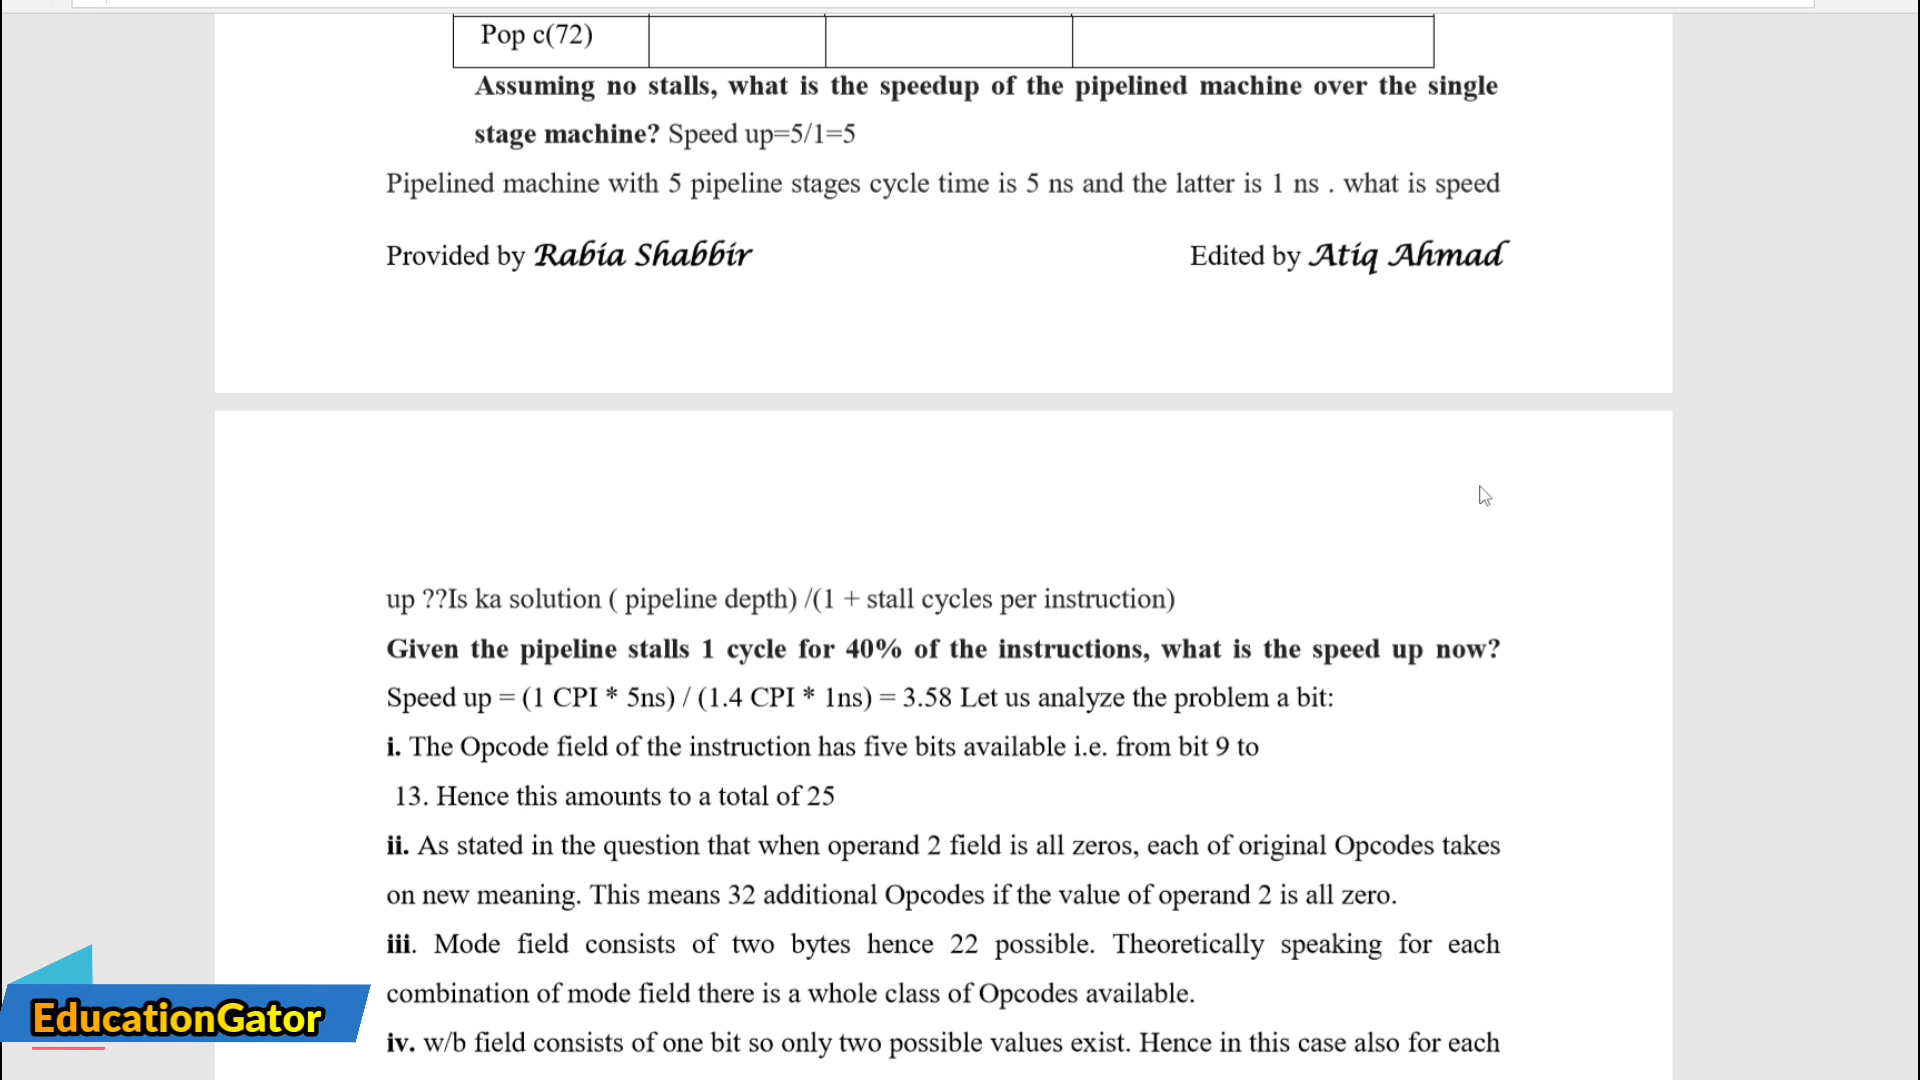 Pop c(72)
Assuming no stalls, what is the speedup of the pipelined machine over the single
stage machine? Speed up=5/1=5
Pipelined machine with 5 pipeline stages cycle time is 5 ns and the latter is 1 ns . what is speed
Provided by Rabia Shabbir
Edited by Atiq Ahmad
up ??Is ka solution ( pipeline depth) /(1 + stall cycles per instruction)
Given the pipeline stalls 1 cycle for 40% of the instructions, what is the speed up now?
Speed up = (1 CPI * 5ns) / (1.4 CPI * 1ns) = 3.58 Let us analyze the problem a bit:
i. The Opcode field of the instruction has five bits available i.e. from bit 9 to
13. Hence this amounts to a total of 25
ii. As stated in the question that when operand 2 field is all zeros, each of original Opcodes takes
on new meaning. This means 32 additional Opcodes if the value of operand 2 is all zero.
iii. Mode field consists of two bytes hence 22 possible. Theoretically speaking for each
combination of mode field there is a whole class of Opcodes available.
iv. w/b field consists of one bit so only two possible values exist. Hence in this case also for each
EducationGator